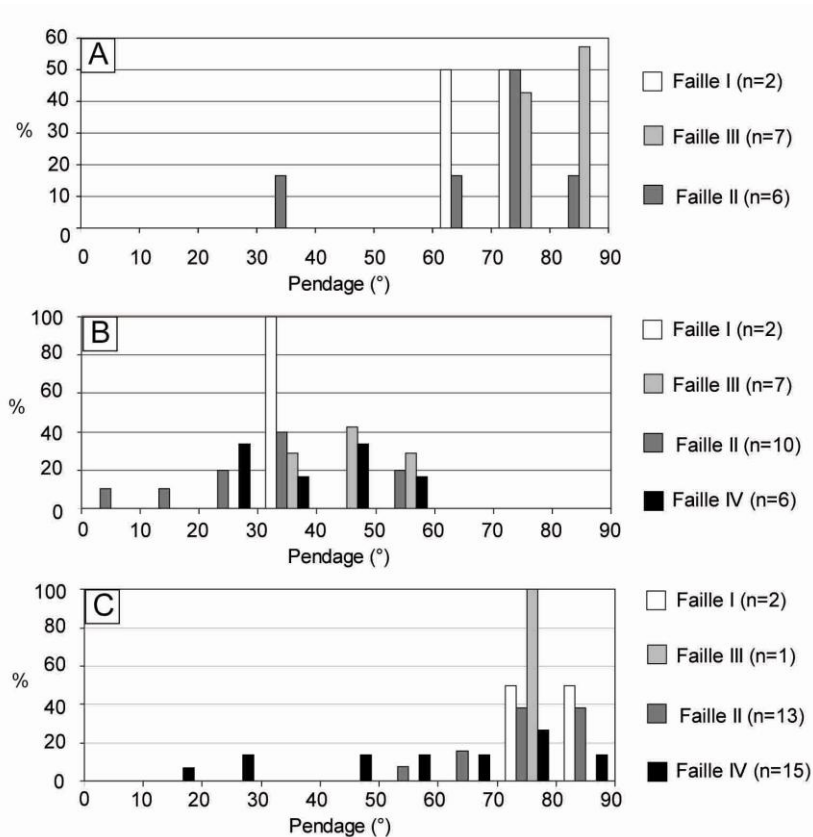 A
60
50
40
30
20
10
0
%
0 10 20 30 40 50 60 70 80 90
Pendage (°)
Faille I (n=2)
Faille III (n=7)
Faille II (n=6)
B
100
80
60
40
20
0
%
0 10 20 30 40 50 60 70 80 90
Pendage (°)
Faille I (n=2)
Faille III (n=7)
Faille II (n=10)
Faille IV (n=6)
C
100
80
60
40
20
0
%
0 10 20 30 40 50 60 70 80 90
Pendage (°)
Faille I (n=2)
Faille III (n=1)
Faille II (n=13)
Faille IV (n=15)